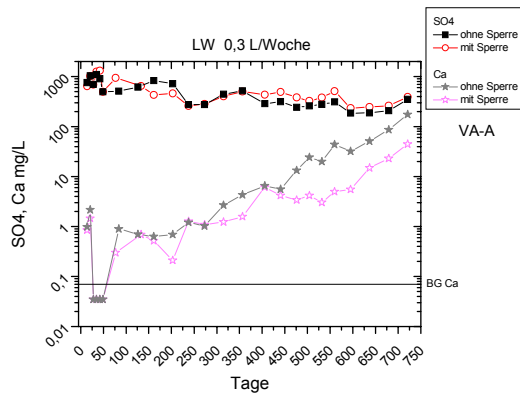 LW 0,3 L/Woche
SO4
ohne Sperre
mit Sperre
Ca
ohne Sperre
mit Sperre
VA-A
SO4, Ca mg/L
1000
100
10
1
0,1
0,01
BG Ca
0 50 100 150 200 250 300 350 400 450 500 550 600 650 700 750
Tage